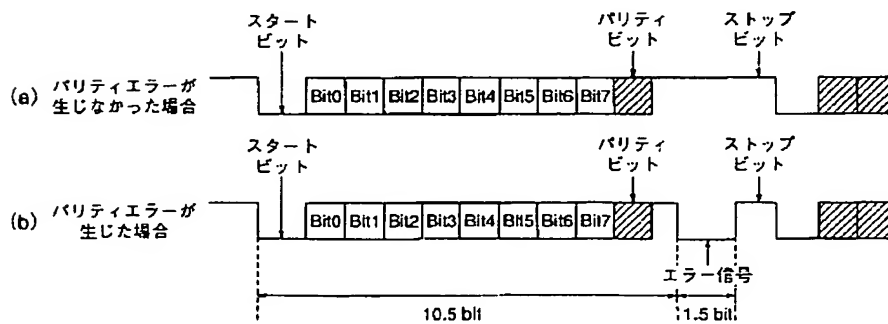 スタート
ビット
パリティ
ビット
ストップ
ビット
(a) パリティエラーが
生じなかった場合
Bit0 Bit1 Bit2 Bit3 Bit4 Bit5 Bit6 Bit7
スタート
ビット
パリティ
ビット
ストップ
ビット
(b) パリティエラーが
生じた場合
Bit0 Bit1 Bit2 Bit3 Bit4 Bit5 Bit6 Bit7
エラー信号
10.5 bit
1.5 bit